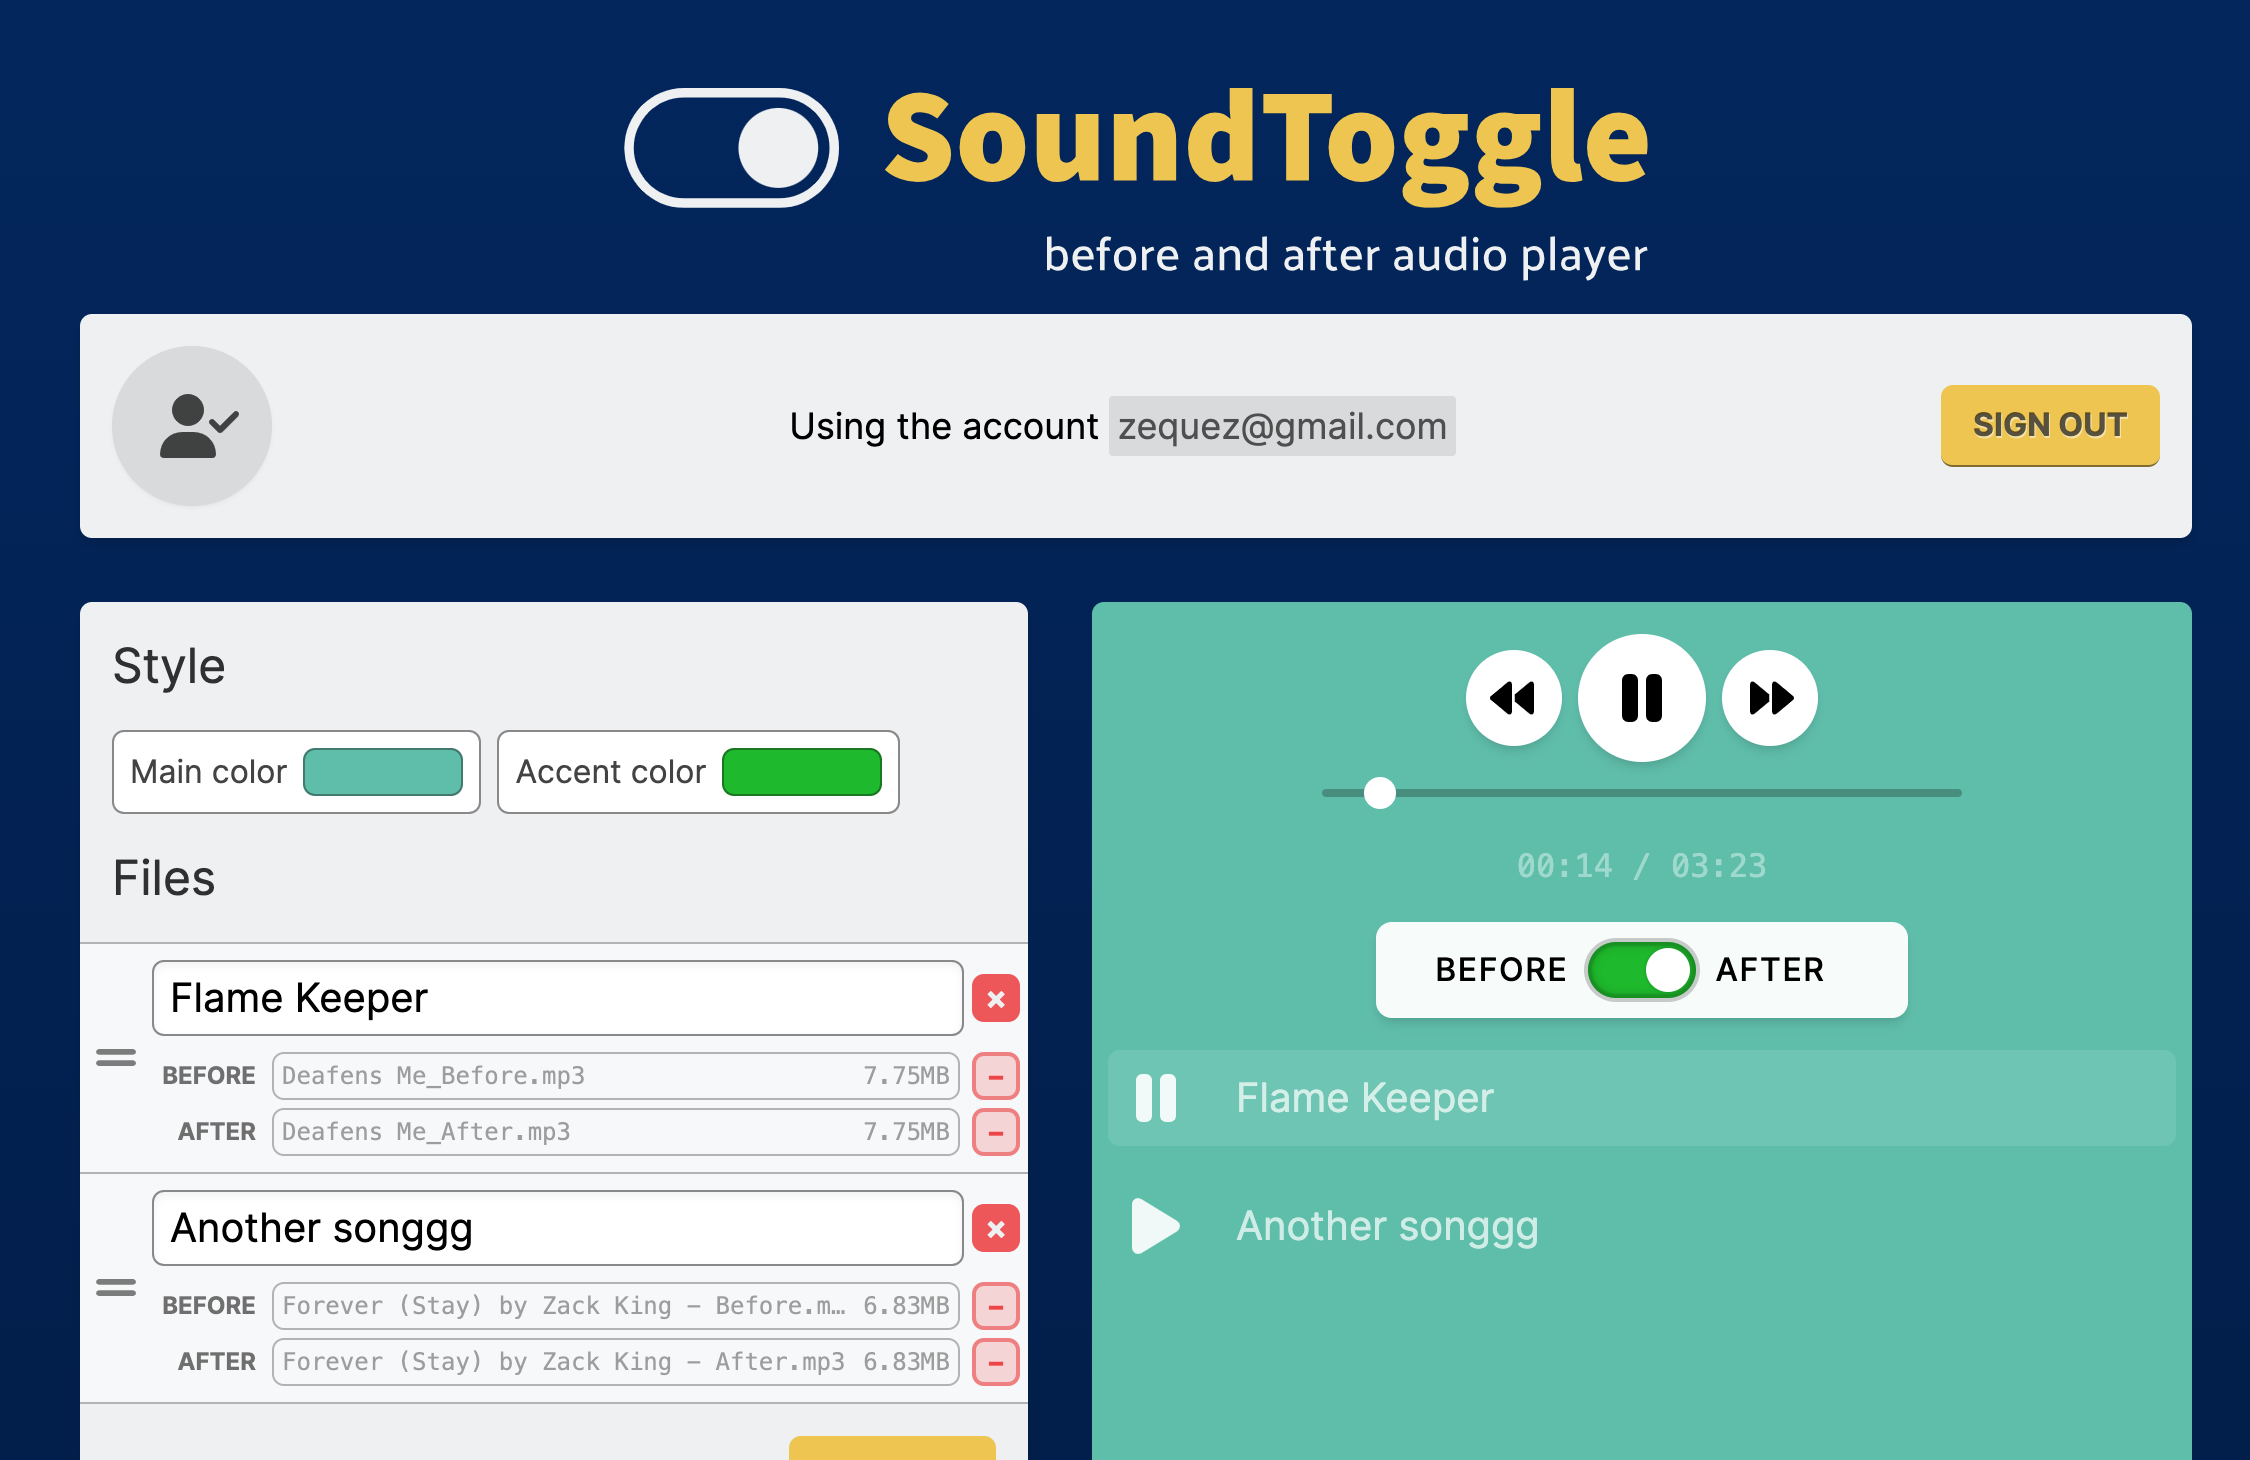 SoundToggle
before and after audio player
Using the account zequez@gmail.com
SIGN OUT
Style
Main color
Accent color
Files
Flame Keeper
BEFORE Deafens Me_Before.mp3 7.75MB
AFTER Deafens Me_After.mp3 7.75MB
Another songgg
BEFORE Forever (Stay) by Zack King – Before.m… 6.83MB
AFTER Forever (Stay) by Zack King – After.mp3 6.83MB
00:14 / 03:23
BEFORE AFTER
Flame Keeper
Another songgg